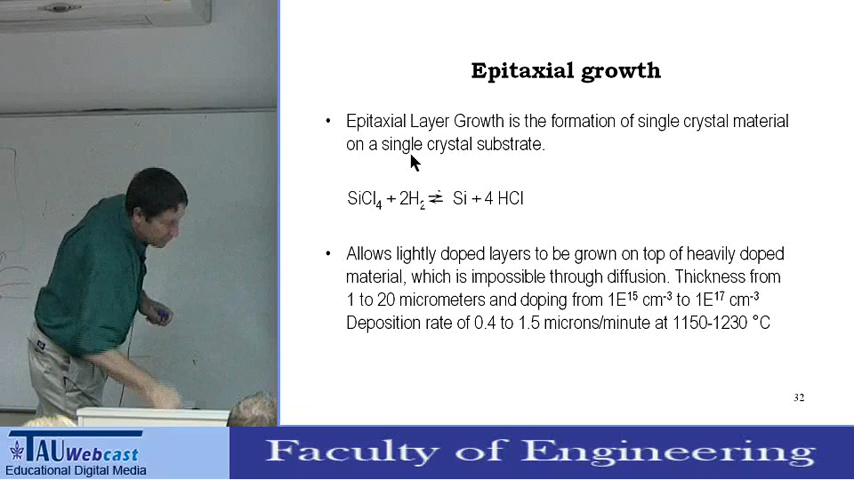 Epitaxial growth
• Epitaxial Layer Growth is the formation of single crystal material
on a single crystal substrate.
SiCl₄ + 2H₂ ⇌ Si + 4 HCl
• Allows lightly doped layers to be grown on top of heavily doped
material, which is impossible through diffusion. Thickness from
1 to 20 micrometers and doping from 1E¹⁵ cm⁻³ to 1E¹⁷ cm⁻³
Deposition rate of 0.4 to 1.5 microns/minute at 1150-1230 °C
32
TAU Webcast
Educational Digital Media
Faculty of Engineering